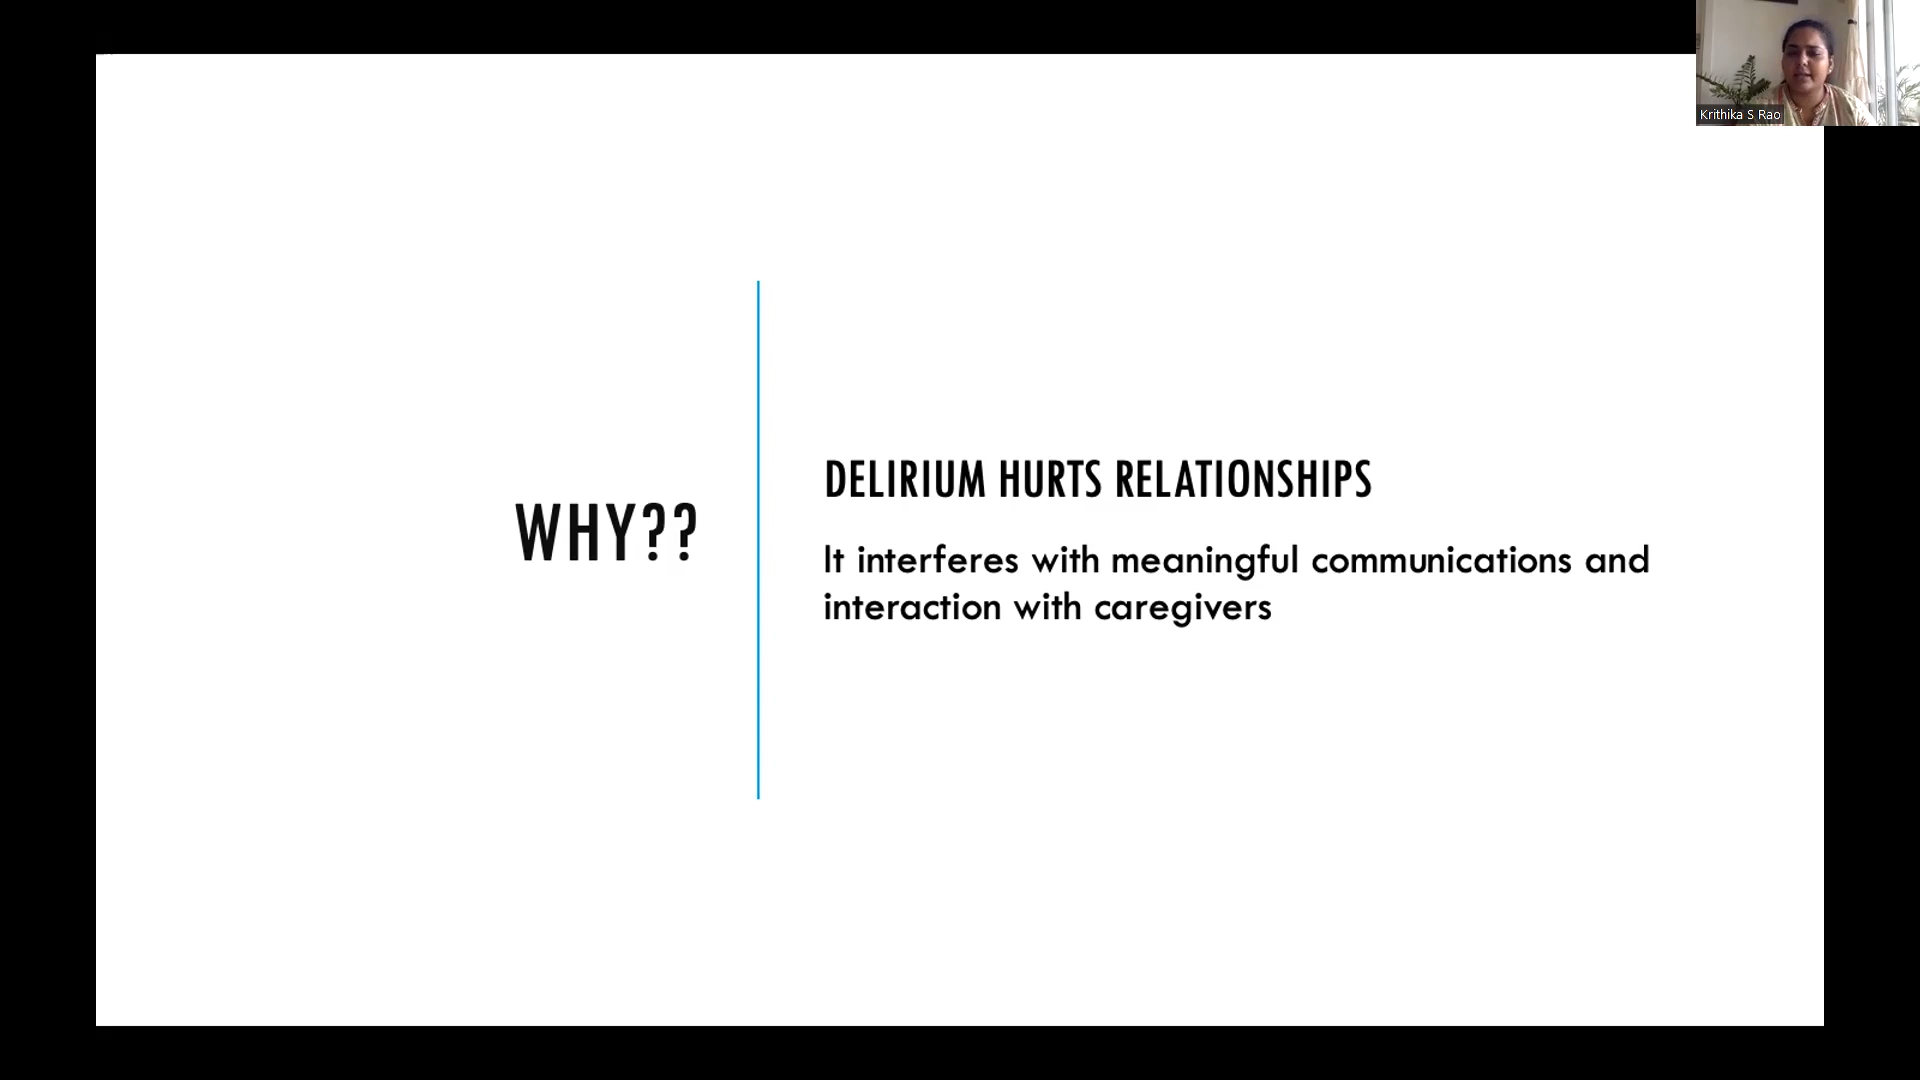 Krithika S Rao
WHY??
DELIRIUM HURTS RELATIONSHIPS
It interferes with meaningful communications and
interaction with caregivers